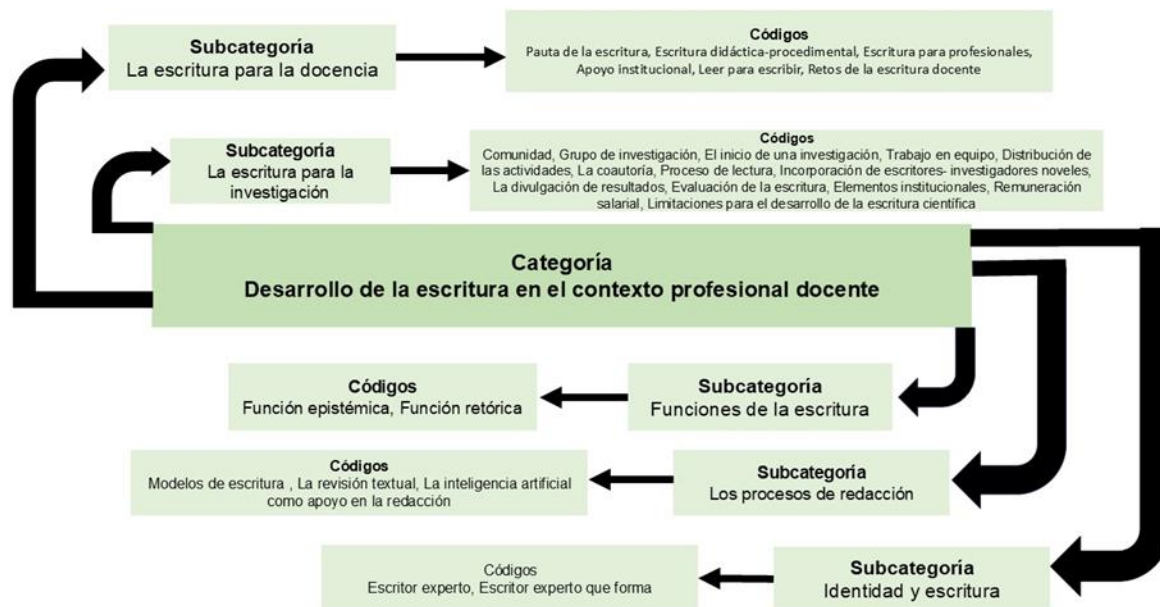 Subcategoría
La escritura para la docencia
Códigos
Pauta de la escritura, Escritura didáctica-procedimental, Escritura para profesionales,
Apoyo institucional, Leer para escribir, Retos de la escritura docente
Subcategoría
La escritura para la
investigación
Códigos
Comunidad, Grupo de investigación, El inicio de una investigación, Trabajo en equipo, Distribución de
las actividades, La coautoría, Proceso de lectura, Incorporación de escritores- investigadores noveles,
La divulgación de resultados, Evaluación de la escritura, Elementos institucionales, Remuneración
salarial, Limitaciones para el desarrollo de la escritura científica
Categoría
Desarrollo de la escritura en el contexto profesional docente
Códigos
Función epistémica, Función retórica
Subcategoría
Funciones de la escritura
Códigos
Modelos de escritura , La revisión textual, La inteligencia artificial
como apoyo en la redacción
Subcategoría
Los procesos de redacción
Códigos
Escritor experto, Escritor experto que forma
Subcategoría
Identidad y escritura